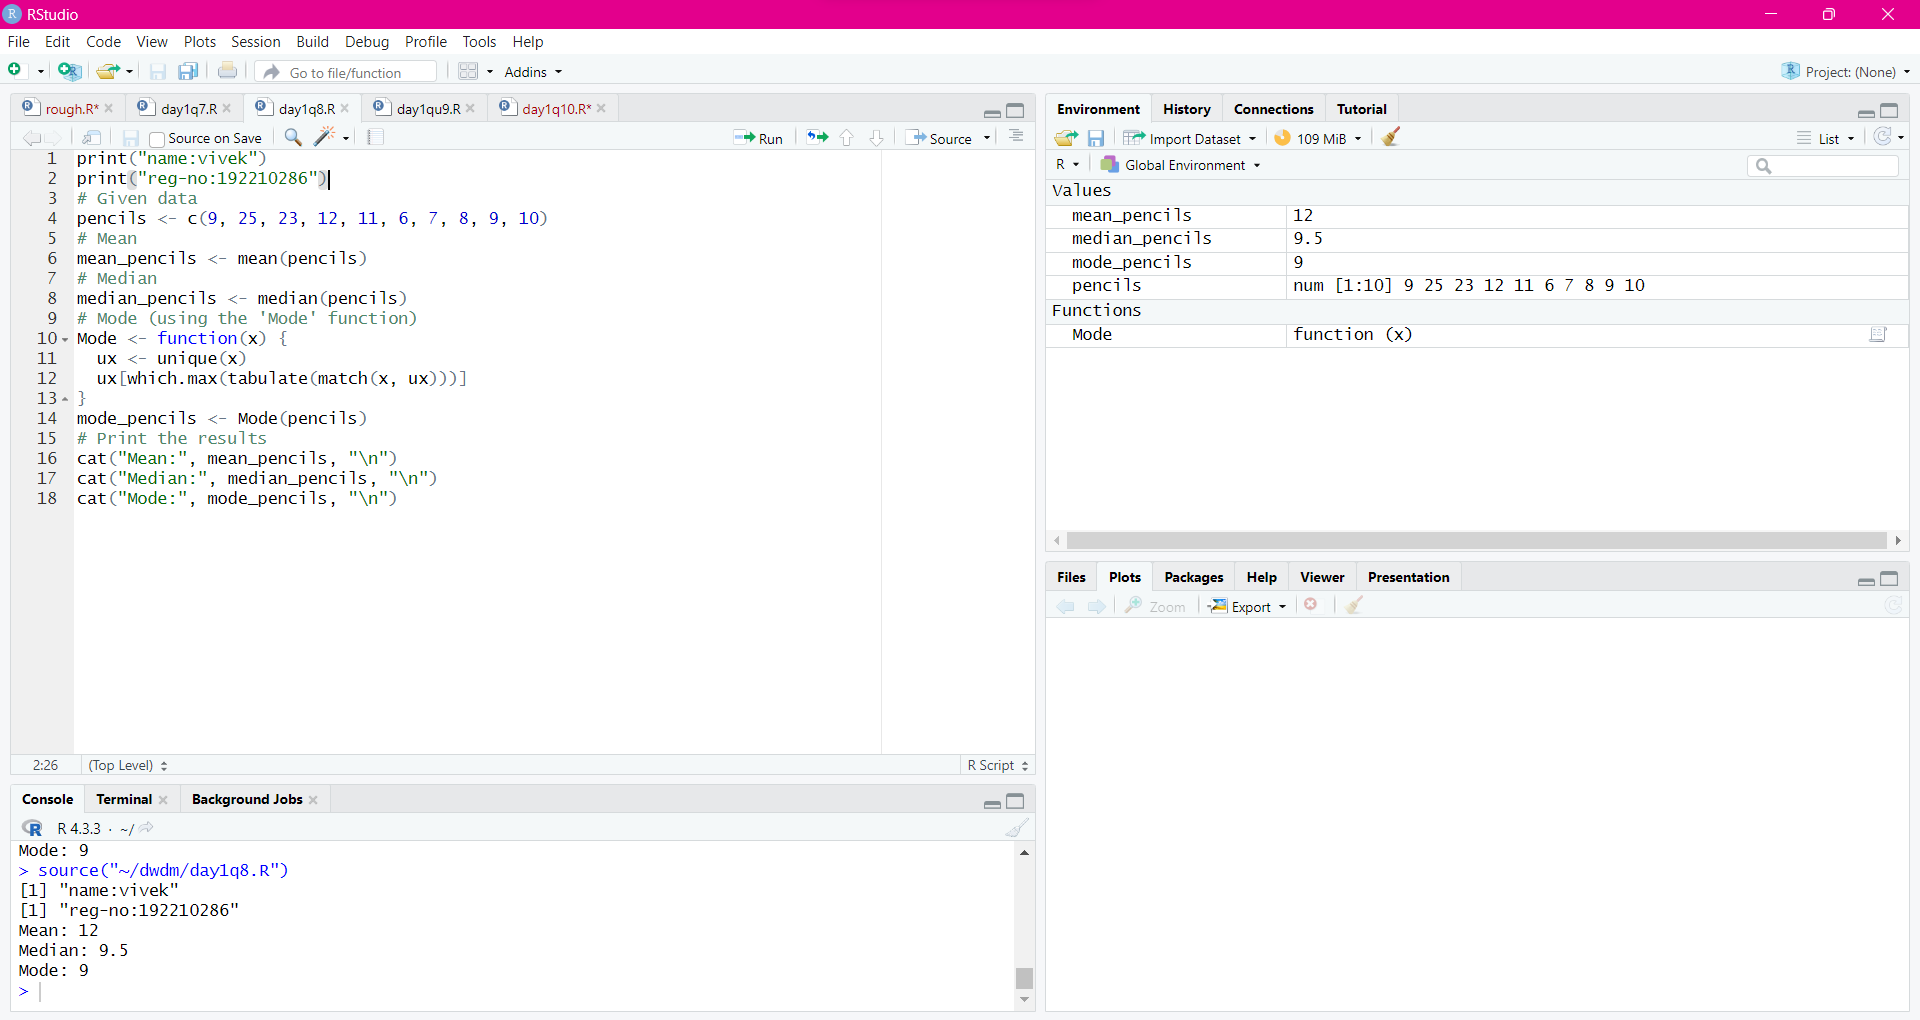 RStudio
File Edit Code View Plots Session Build Debug Profile Tools Help
Go to file/function Addins Project: (None)
rough.R* day1q7.R day1q8.R day1qu9.R day1q10.R*
Source on Save Run Source
1 print("name:vivek")
2 print("reg-no:192210286")
3 # Given data
4 pencils <- c(9, 25, 23, 12, 11, 6, 7, 8, 9, 10)
5 # Mean
6 mean_pencils <- mean(pencils)
7 # Median
8 median_pencils <- median(pencils)
9 # Mode (using the 'Mode' function)
10 Mode <- function(x) {
11   ux <- unique(x)
12   ux[which.max(tabulate(match(x, ux)))]
13 }
14 mode_pencils <- Mode(pencils)
15 # Print the results
16 cat("Mean:", mean_pencils, "\n")
17 cat("Median:", median_pencils, "\n")
18 cat("Mode:", mode_pencils, "\n")
2:26 (Top Level) R Script
Console Terminal Background Jobs
R R 4.3.3 · ~/
Mode: 9
> source("~/dwdm/day1q8.R")
[1] "name:vivek"
[1] "reg-no:192210286"
Mean: 12
Median: 9.5
Mode: 9
>
Environment History Connections Tutorial
Import Dataset 109 MiB List
R Global Environment
Values
mean_pencils 12
median_pencils 9.5
mode_pencils 9
pencils num [1:10] 9 25 23 12 11 6 7 8 9 10
Functions
Mode function (x)
Files Plots Packages Help Viewer Presentation
Zoom Export